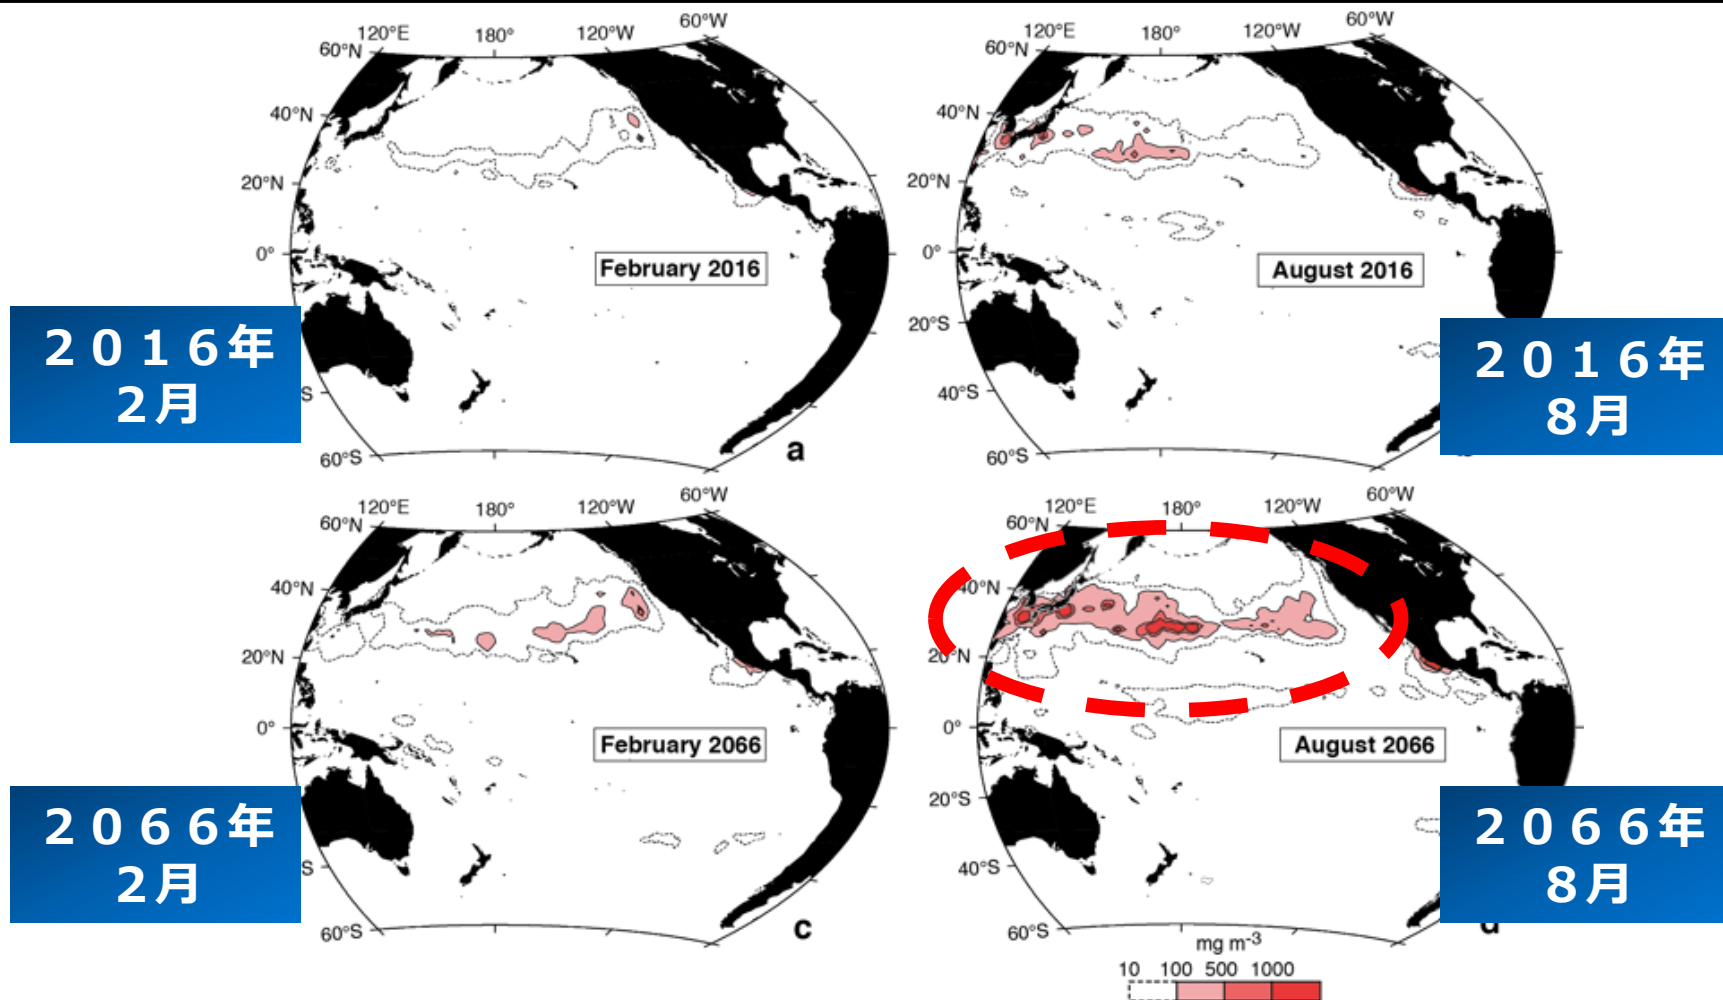 120°E 180° 120°W 60°W
60°N
40°N
20°N
0°
S
60°S
February 2016
a
２０１６年
２月
120°E 180° 120°W 60°W
60°N
40°N
20°N
0°
20°S
40°S
60°S
August 2016
２０１６年
８月
120°E 180° 120°W 60°W
60°N
40°N
20°N
0°
S
60°S
February 2066
c
２０６６年
２月
120°E 180° 120°W 60°W
60°N
40°N
20°N
0°
20°S
40°S
60°S
August 2066
２０６６年
８月
mg m-3
10 100 500 1000